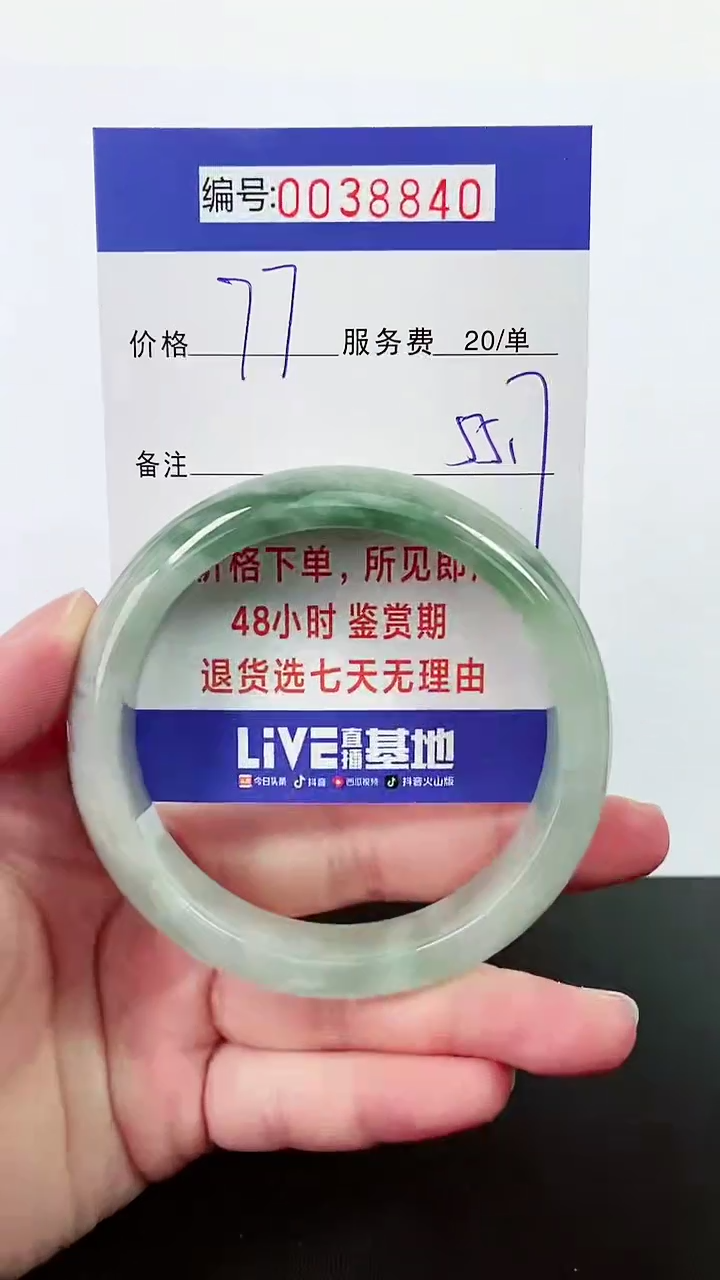 编号:0038840
价格 77 服务费 20/单
备注 55.7
价格下单，所见即
48小时 鉴赏期
退货选七天无理由
LiVE直播基地
今日头条 抖音 西瓜视频 抖音火山版